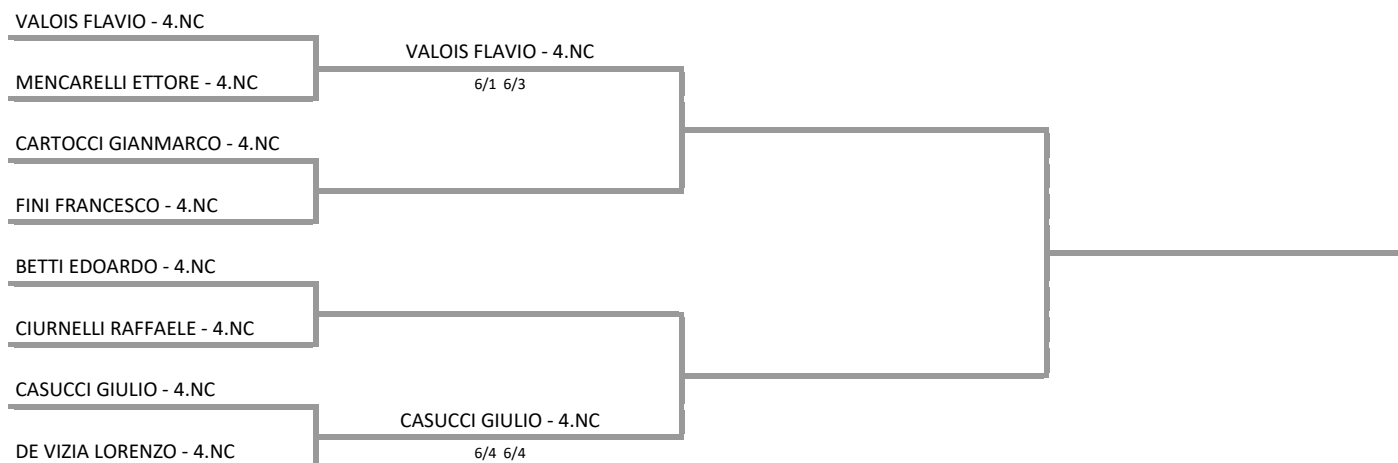 VALOIS FLAVIO - 4.NC
VALOIS FLAVIO - 4.NC
MENCARELLI ETTORE - 4.NC
6/1 6/3
CARTOCCI GIANMARCO - 4.NC
FINI FRANCESCO - 4.NC
BETTI EDOARDO - 4.NC
CIURNELLI RAFFAELE - 4.NC
CASUCCI GIULIO - 4.NC
CASUCCI GIULIO - 4.NC
DE VIZIA LORENZO - 4.NC
6/4 6/4